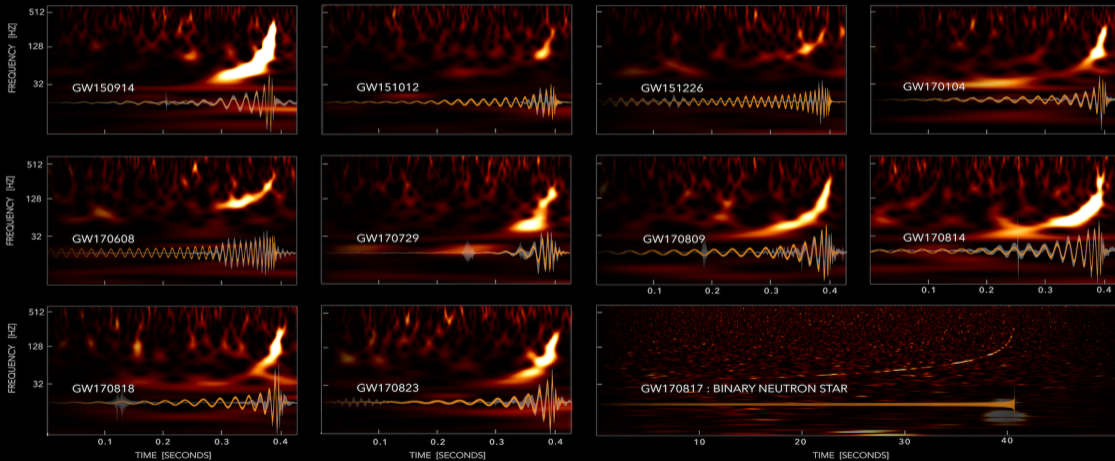 FREQUENCY [HZ]
512
128
32
GW150914
GW151012
GW151226
GW170104
FREQUENCY [HZ]
512
128
32
GW170608
GW170729
GW170809
GW170814
0.1 0.2 0.3 0.4
0.1 0.2 0.3 0.4
FREQUENCY [HZ]
512
128
32
GW170818
GW170823
GW170817 : BINARY NEUTRON STAR
0.1 0.2 0.3 0.4
0.1 0.2 0.3 0.4
10 20 30 40
TIME [SECONDS]
TIME [SECONDS]
TIME [SECONDS]